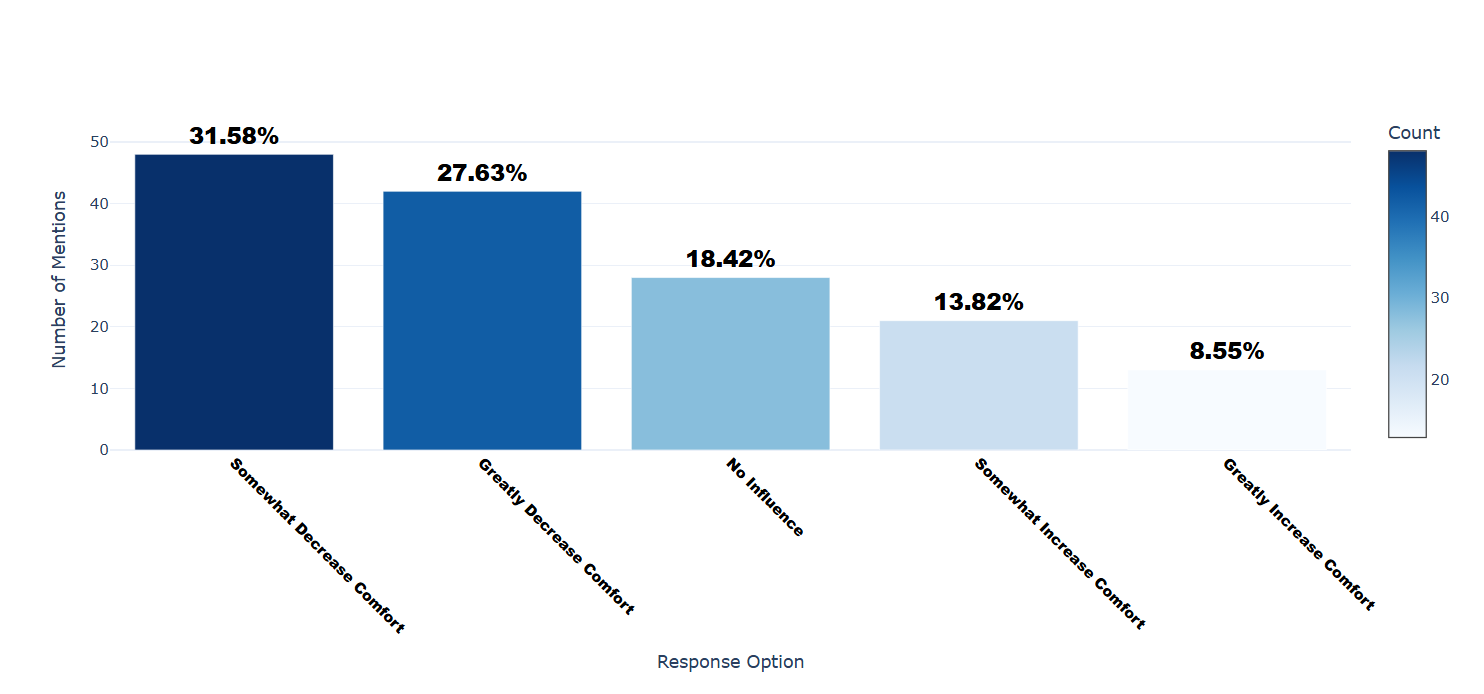 Count
50
40
30
20
10
0
Number of Mentions
31.58%
27.63%
18.42%
13.82%
8.55%
40
30
20
Somewhat Decrease Comfort
Greatly Decrease Comfort
No Influence
Somewhat Increase Comfort
Greatly Increase Comfort
Response Option